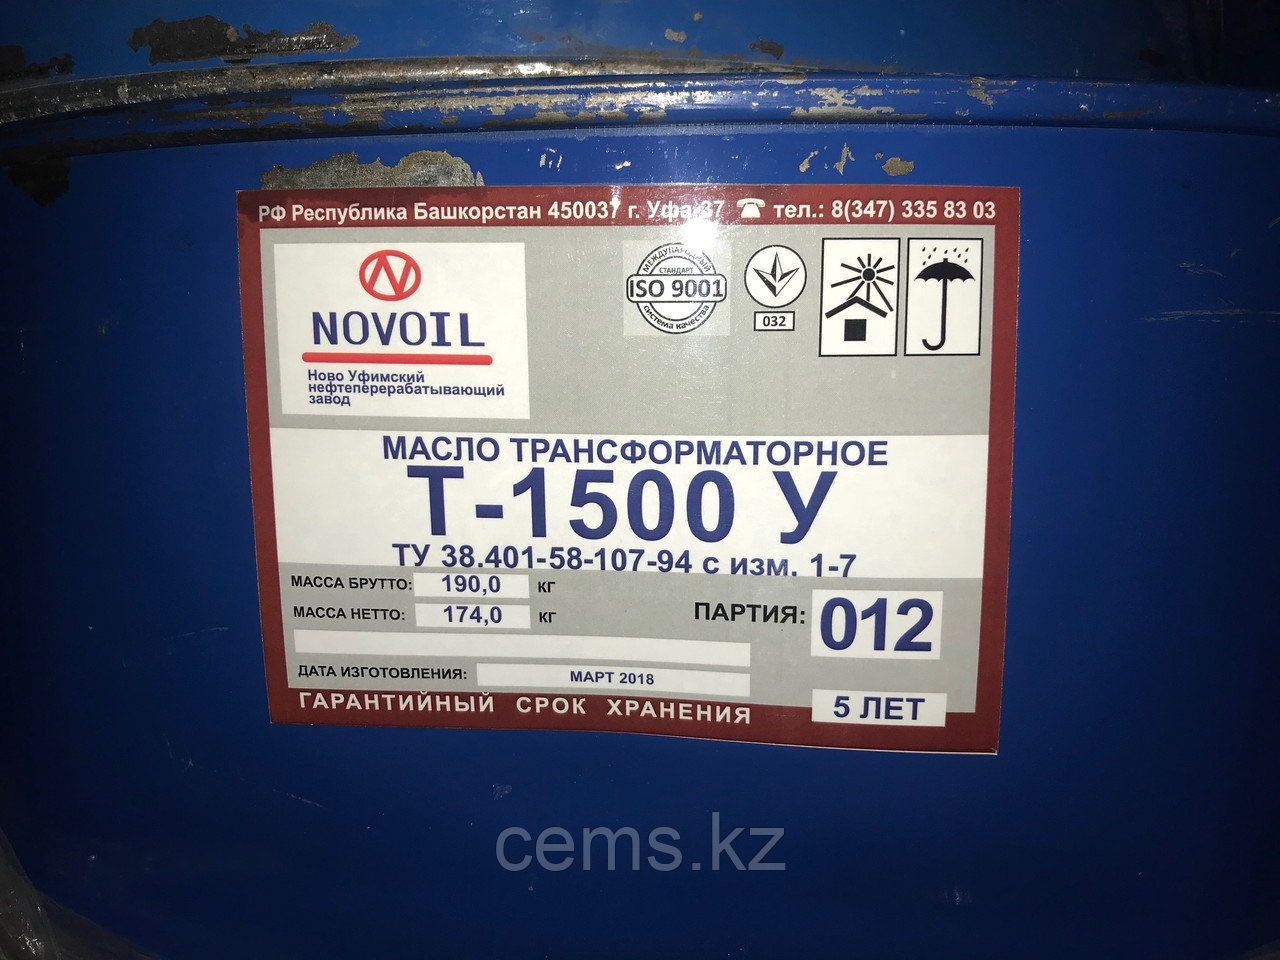 РФ Республика Башкорстан 450037 г. Уфа-37 ☎ тел.: 8(347) 335 83 03
NOVOIL
Ново Уфимский
нефтеперерабатывающий
завод
МЕЖДУНАРОДНЫЙ
СТАНДАРТ
ISO 9001
система качества
032
МАСЛО ТРАНСФОРМАТОРНОЕ
Т-1500 У
ТУ 38.401-58-107-94 с изм. 1-7
МАССА БРУТТО: 190,0 КГ
МАССА НЕТТО: 174,0 КГ
ПАРТИЯ: 012
ДАТА ИЗГОТОВЛЕНИЯ: МАРТ 2018
ГАРАНТИЙНЫЙ СРОК ХРАНЕНИЯ 5 ЛЕТ
cems.kz